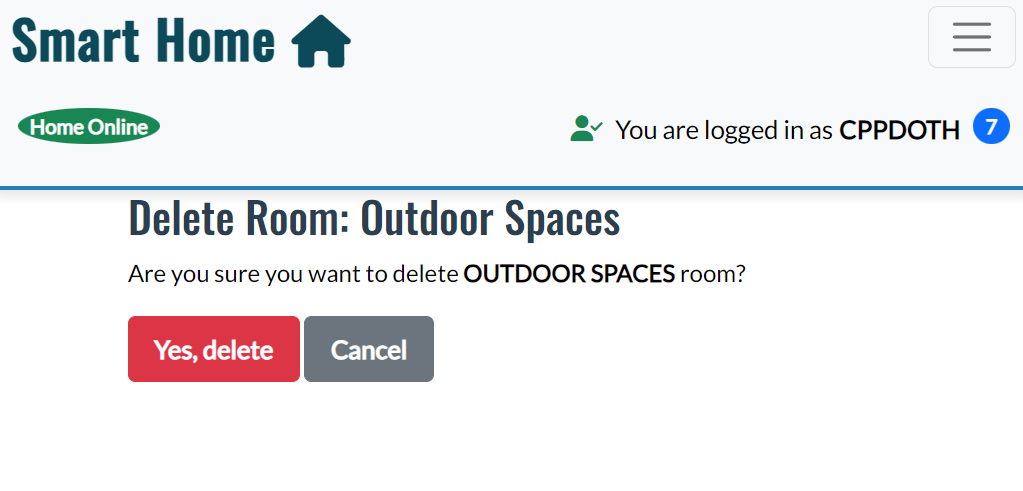 Smart Home
Home Online
You are logged in as CPPDOTH 7
Delete Room: Outdoor Spaces
Are you sure you want to delete OUTDOOR SPACES room?
Yes, delete Cancel